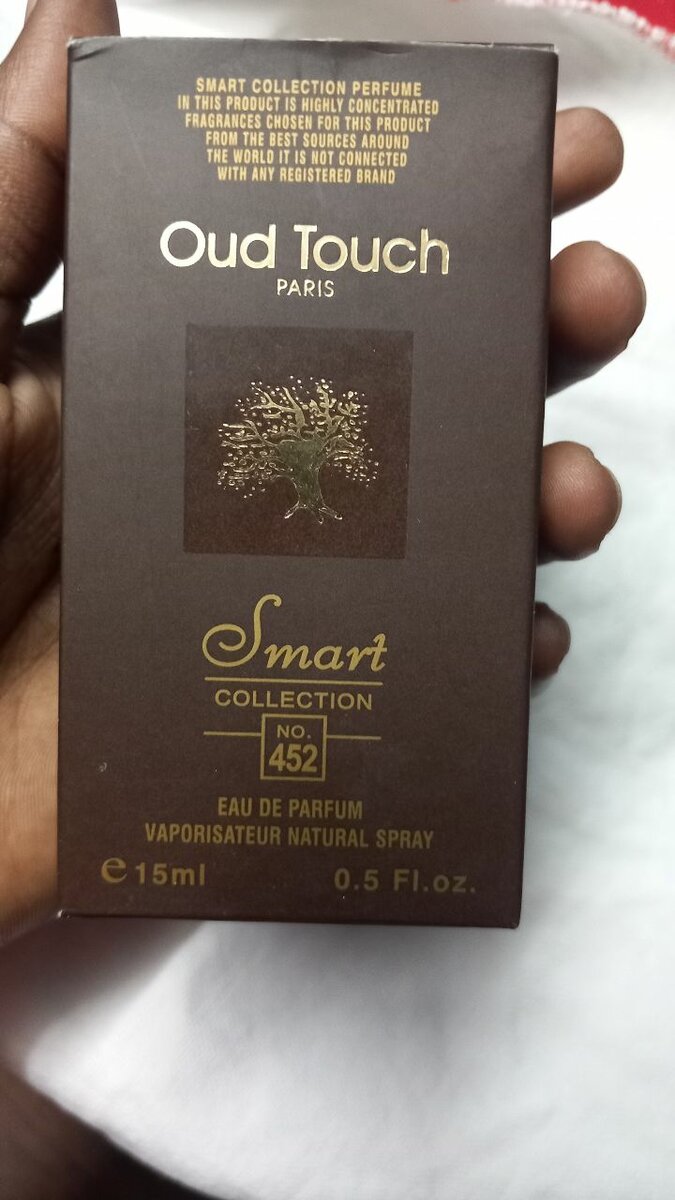 SMART COLLECTION PERFUME
IN THIS PRODUCT IS HIGHLY CONCENTRATED
FRAGRANCES CHOSEN FOR THIS PRODUCT
FROM THE BEST SOURCES AROUND
THE WORLD IT IS NOT CONNECTED
WITH ANY REGISTERED BRAND
Oud Touch
PARIS
Smart
COLLECTION
NO.
452
EAU DE PARFUM
VAPORISATEUR NATURAL SPRAY
℮ 15ml 0.5 Fl.oz.